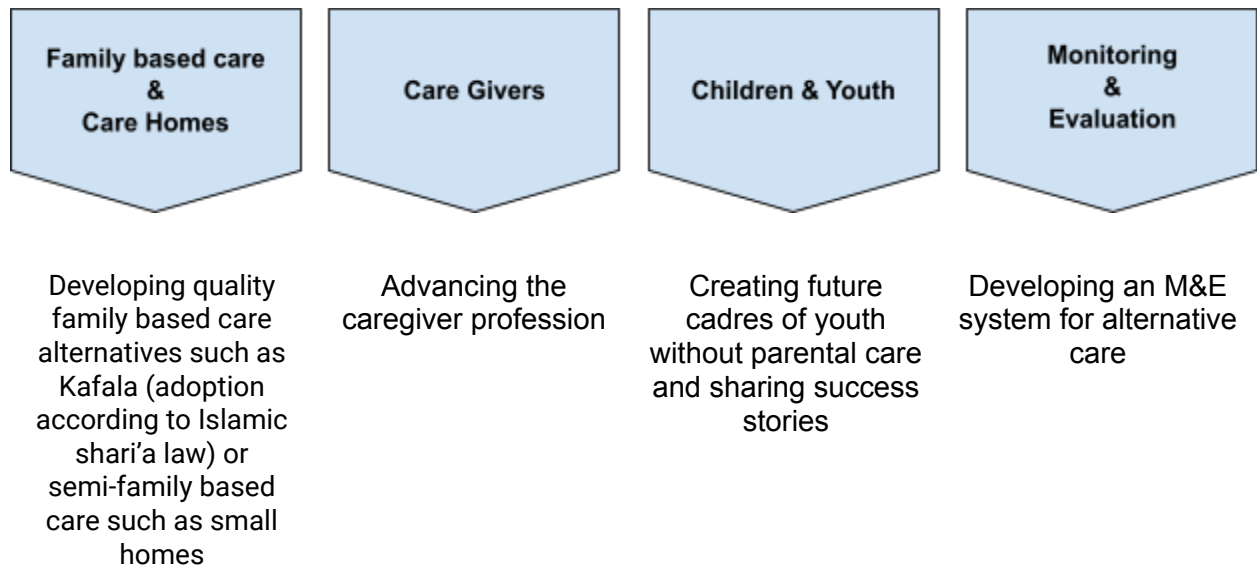 Family based care
&
Care Homes
Care Givers
Children & Youth
Monitoring
&
Evaluation
Developing quality
family based care
alternatives such as
Kafala (adoption
according to Islamic
shari’a law) or
semi-family based
care such as small
homes
Advancing the
caregiver profession
Creating future
cadres of youth
without parental care
and sharing success
stories
Developing an M&E
system for alternative
care